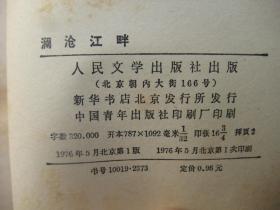 澜沧江畔
人民文学出版社出版
(北京朝内大街166号)
新华书店北京发行所发行
中国青年出版社印刷厂印刷
字数320,000 开本787×1092毫米1/32 印张16 3/4 插页2
1976年5月北京第1版 1976年5月北京第1次印刷
书号10019·2373 定价0.98元